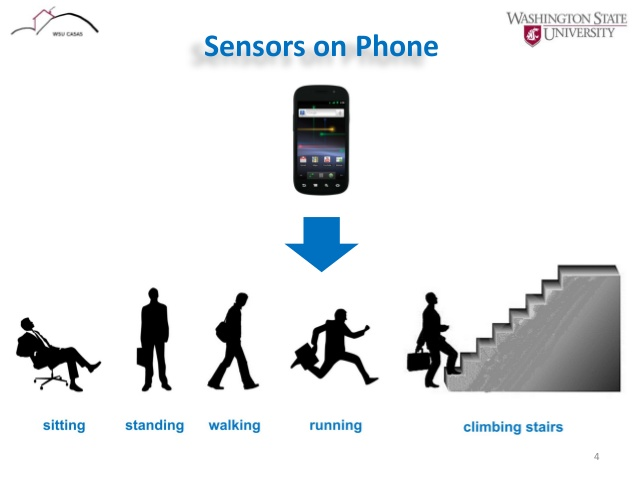 WSU CASAS
WASHINGTON STATE
UNIVERSITY
Sensors on Phone
sitting
standing
walking
running
climbing stairs
4